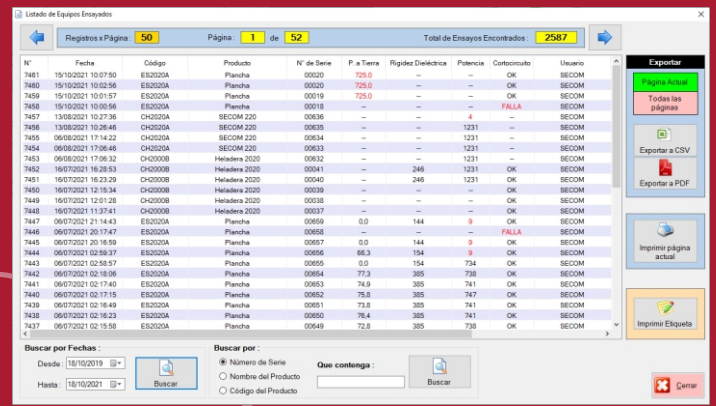 Listado de Equipos Ensayados
Registros x Página : 50 Página : 1 de 52 Total de Ensayos Encontrados : 2587
N° Fecha Código Producto N° de Serie P. a Tierra Rigidez Dieléctrica Potencia Cortocircuito Usuario
7461 15/10/2021 10:07:50 ES2020A Plancha 00020 725,0 -- -- OK SECOM
7460 15/10/2021 10:02:56 ES2020A Plancha 00020 725,0 -- -- OK SECOM
7459 15/10/2021 10:01:57 ES2020A Plancha 00019 725,0 -- -- OK SECOM
7458 15/10/2021 10:00:56 ES2020A Plancha 00018 -- -- -- FALLA SECOM
7457 13/08/2021 10:27:36 CH2020A SECOM 220 00636 -- -- 4 -- SECOM
7456 13/08/2021 10:26:46 CH2020A SECOM 220 00635 -- -- 1231 -- SECOM
7455 06/08/2021 17:14:22 CH2020A SECOM 220 00634 -- -- 1231 -- SECOM
7454 06/08/2021 17:06:46 CH2020A SECOM 220 00633 -- -- 1231 -- SECOM
7453 06/08/2021 17:06:32 CH2000B Heladera 2020 00632 -- -- 1231 -- SECOM
7452 16/07/2021 16:28:53 CH2000B Heladera 2020 00041 -- 246 1231 OK SECOM
7451 16/07/2021 16:23:29 CH2000B Heladera 2020 00040 -- 246 1231 OK SECOM
7450 16/07/2021 12:15:34 CH2000B Heladera 2020 00039 -- -- -- OK SECOM
7449 16/07/2021 12:01:28 CH2000B Heladera 2020 00038 -- -- -- OK SECOM
7448 16/07/2021 11:37:41 CH2000B Heladera 2020 00037 -- -- -- OK SECOM
7447 06/07/2021 21:14:43 ES2020A Plancha 00659 0,0 144 9 OK SECOM
7446 06/07/2021 20:17:47 ES2020A Plancha 00658 -- -- -- FALLA SECOM
7445 06/07/2021 20:16:59 ES2020A Plancha 00657 0,0 144 9 OK SECOM
7444 06/07/2021 02:59:37 ES2020A Plancha 00656 66,3 154 9 OK SECOM
7443 06/07/2021 02:58:57 ES2020A Plancha 00655 0,0 154 734 OK SECOM
7442 06/07/2021 02:18:06 ES2020A Plancha 00654 77,3 385 738 OK SECOM
7441 06/07/2021 02:17:40 ES2020A Plancha 00653 74,9 385 741 OK SECOM
7440 06/07/2021 02:17:15 ES2020A Plancha 00652 75,8 385 747 OK SECOM
7439 06/07/2021 02:16:49 ES2020A Plancha 00651 73,8 385 741 OK SECOM
7438 06/07/2021 02:16:23 ES2020A Plancha 00650 76,4 385 741 OK SECOM
7437 06/07/2021 02:15:58 ES2020A Plancha 00649 72,8 385 738 OK SECOM
Exportar
Página Actual
Todas las
páginas
Exportar a CSV
Exportar a PDF
Imprimir página
actual
Imprimir Etiqueta
Buscar por Fechas :
Desde : 18/10/2019
Hasta : 18/10/2021
Buscar
Buscar por :
Número de Serie
Nombre del Producto
Código del Producto
Que contenga :
Buscar
Cerrar